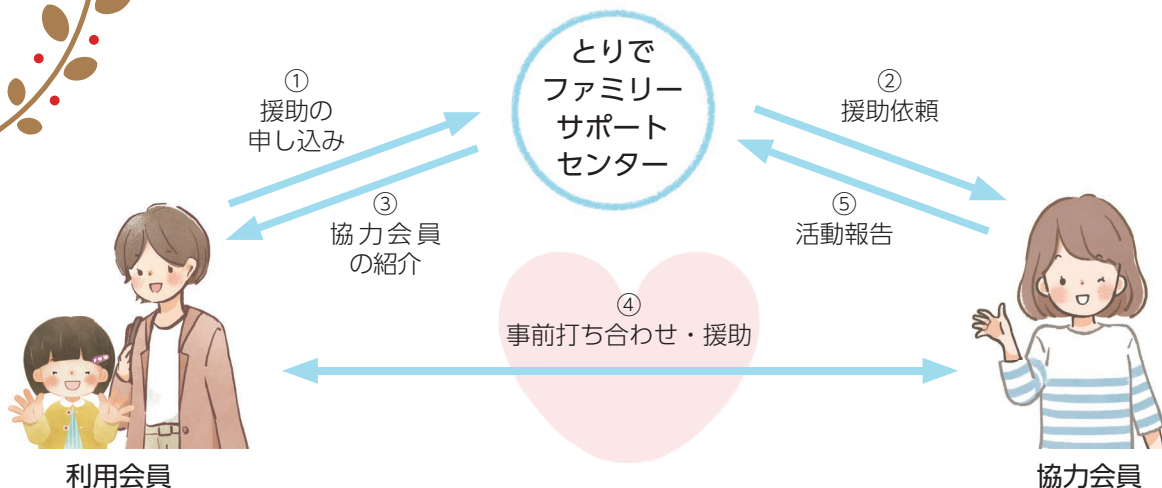 とりで
ファミリー
サポート
センター
①
援助の
申し込み
②
援助依頼
③
協力会員
の紹介
⑤
活動報告
④
事前打ち合わせ・援助
利用会員
協力会員